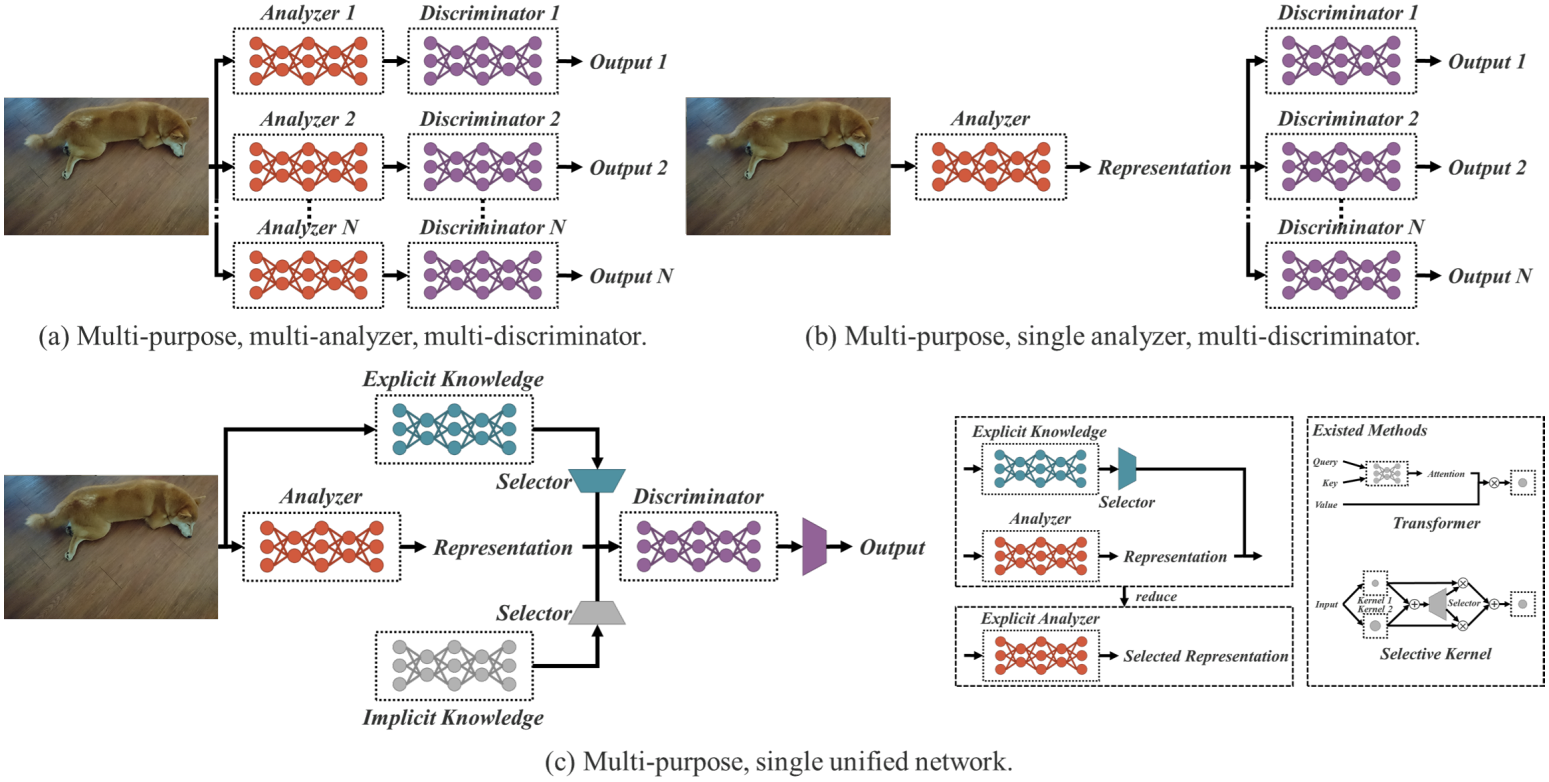 Analyzer 1 Discriminator 1
Output 1
Analyzer 2 Discriminator 2
Output 2
Analyzer N Discriminator N
Output N
(a) Multi-purpose, multi-analyzer, multi-discriminator.
Discriminator 1
Output 1
Analyzer
Representation
Discriminator 2
Output 2
Discriminator N
Output N
(b) Multi-purpose, single analyzer, multi-discriminator.
Explicit Knowledge
Selector
Analyzer
Representation
Discriminator
Output
Selector
Implicit Knowledge
Explicit Knowledge
Selector
Analyzer
Representation
reduce
Explicit Analyzer
Selected Representation
Existed Methods
Query
Key
Attention
Value
Transformer
Input
Kernel 1
Kernel 2
Selector
Selective Kernel
(c) Multi-purpose, single unified network.